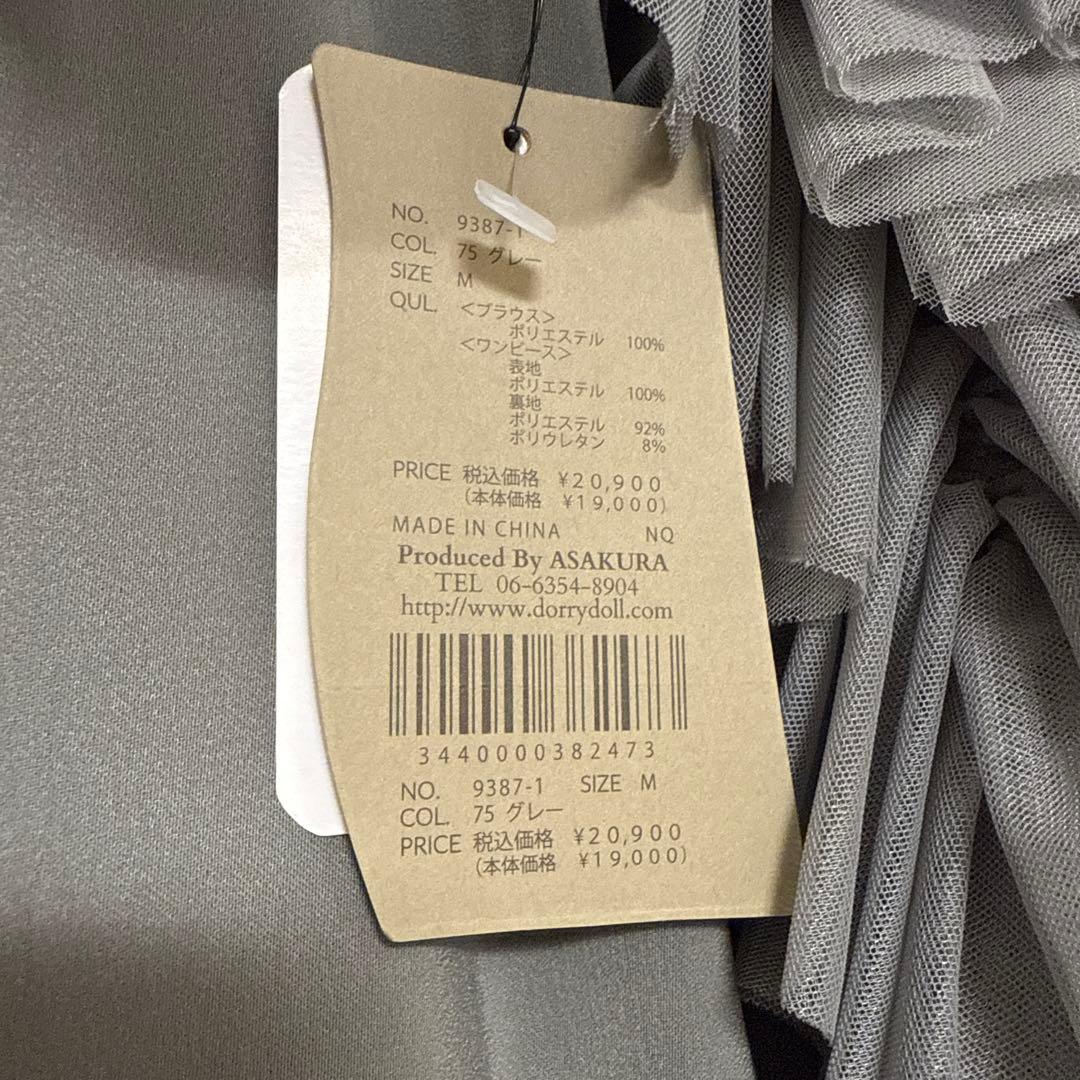 NO. 9387-1
COL. 75 グレー
SIZE M
QUL. <ブラウス>
ポリエステル 100%
<ワンピース>
表地
ポリエステル 100%
裏地
ポリエステル 92%
ポリウレタン 8%
PRICE 税込価格 ¥20,900
(本体価格 ¥19,000)
MADE IN CHINA NQ
Produced By ASAKURA
TEL 06-6354-8904
http://www.dorrydoll.com
3440000382473
NO. 9387-1 SIZE M
COL. 75 グレー
PRICE 税込価格 ¥20,900
(本体価格 ¥19,000)